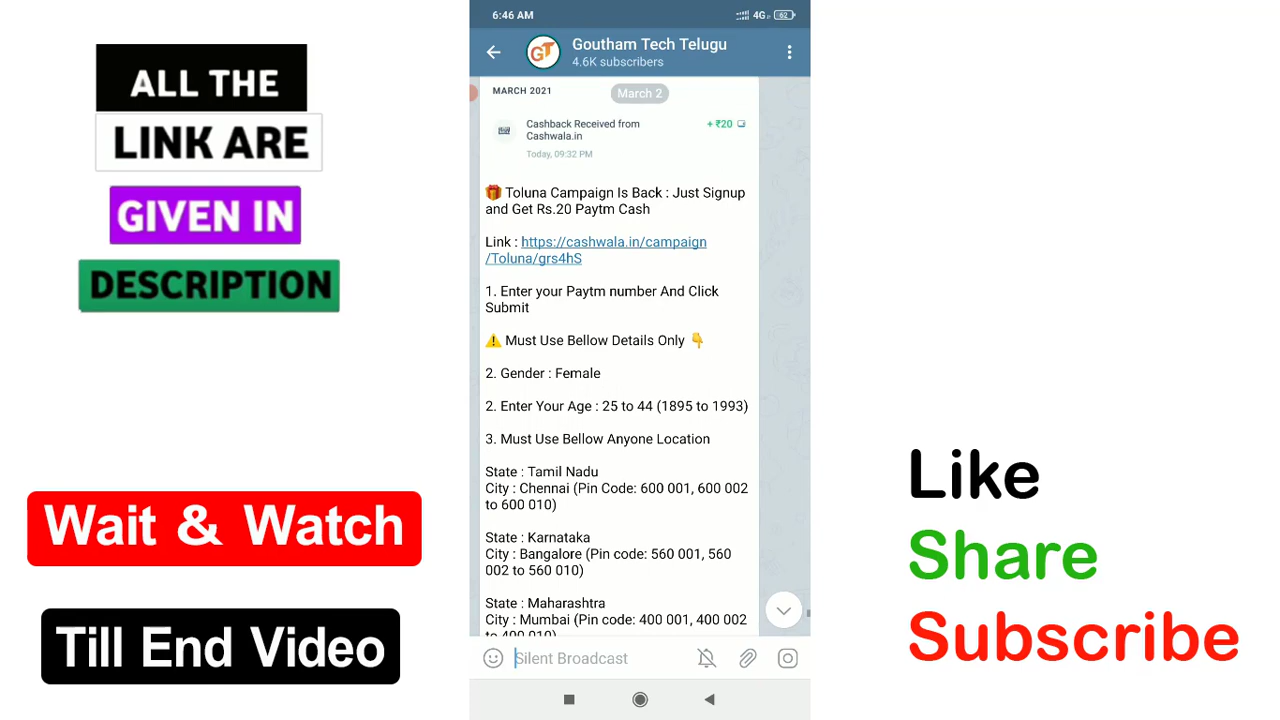 ALL THE
LINK ARE
GIVEN IN
DESCRIPTION
Wait & Watch
Till End Video
6:46 AM
4G
62
GT
Goutham Tech Telugu
4.6K subscribers
MARCH 2021
March 2
Cashback Received from
Cashwala.in
+ ₹20
Today, 09:32 PM
🎁 Toluna Campaign Is Back : Just Signup
and Get Rs.20 Paytm Cash
Link : https://cashwala.in/campaign
/Toluna/grs4hS
1. Enter your Paytm number And Click
Submit
⚠️ Must Use Bellow Details Only 👇
2. Gender : Female
2. Enter Your Age : 25 to 44 (1895 to 1993)
3. Must Use Bellow Anyone Location
State : Tamil Nadu
City : Chennai (Pin Code: 600 001, 600 002
to 600 010)
State : Karnataka
City : Bangalore (Pin code: 560 001, 560
002 to 560 010)
State : Maharashtra
City : Mumbai (Pin code: 400 001, 400 002
to 400 010)
Silent Broadcast
Like
Share
Subscribe